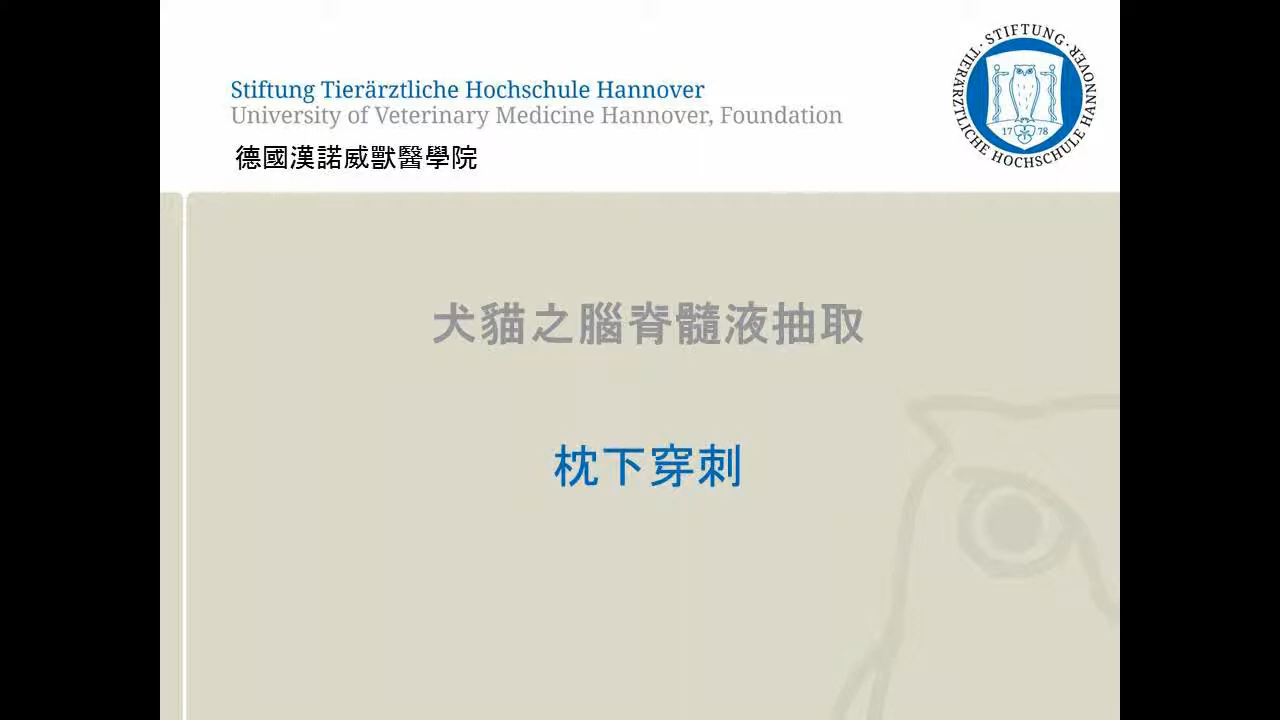 Stiftung Tierärztliche Hochschule Hannover
University of Veterinary Medicine Hannover, Foundation
德國漢諾威獸醫學院
· STIFTUNG · TIERÄRZTLICHE HOCHSCHULE HANNOVER
17 78
犬貓之腦脊髓液抽取
枕下穿刺